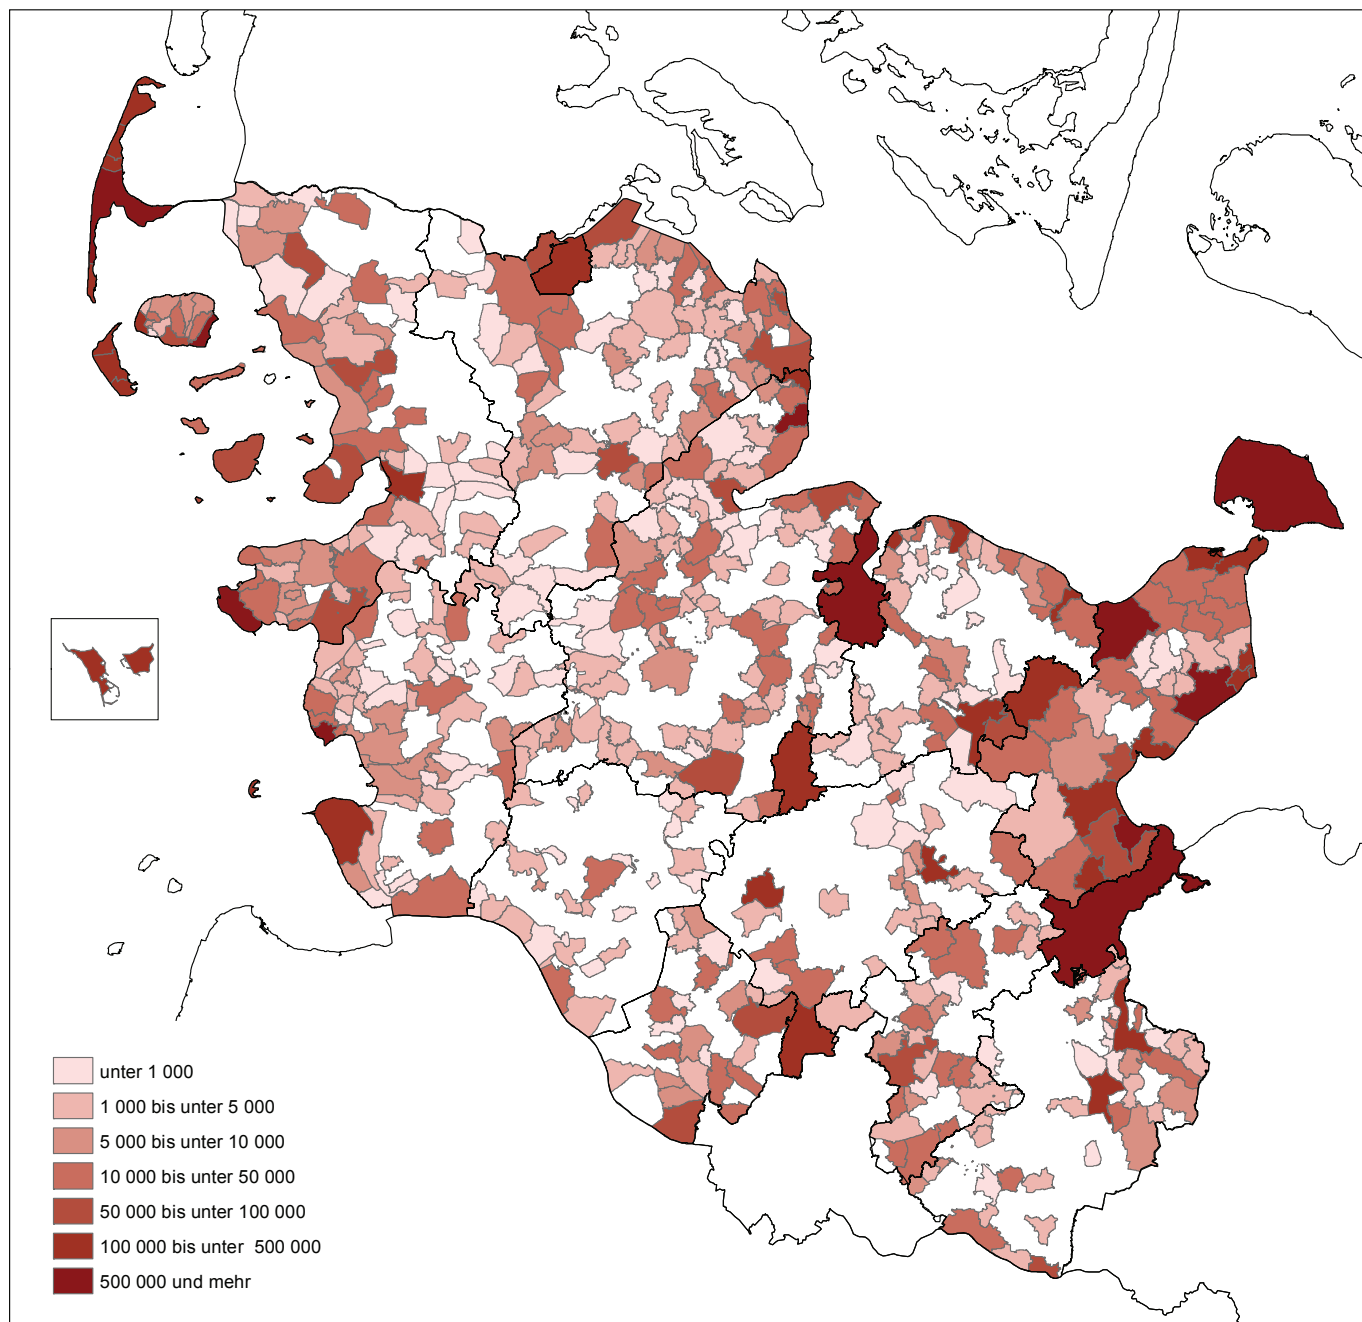 unter 1 000
1 000 bis unter 5 000
5 000 bis unter 10 000
10 000 bis unter 50 000
50 000 bis unter 100 000
100 000 bis unter 500 000
500 000 und mehr